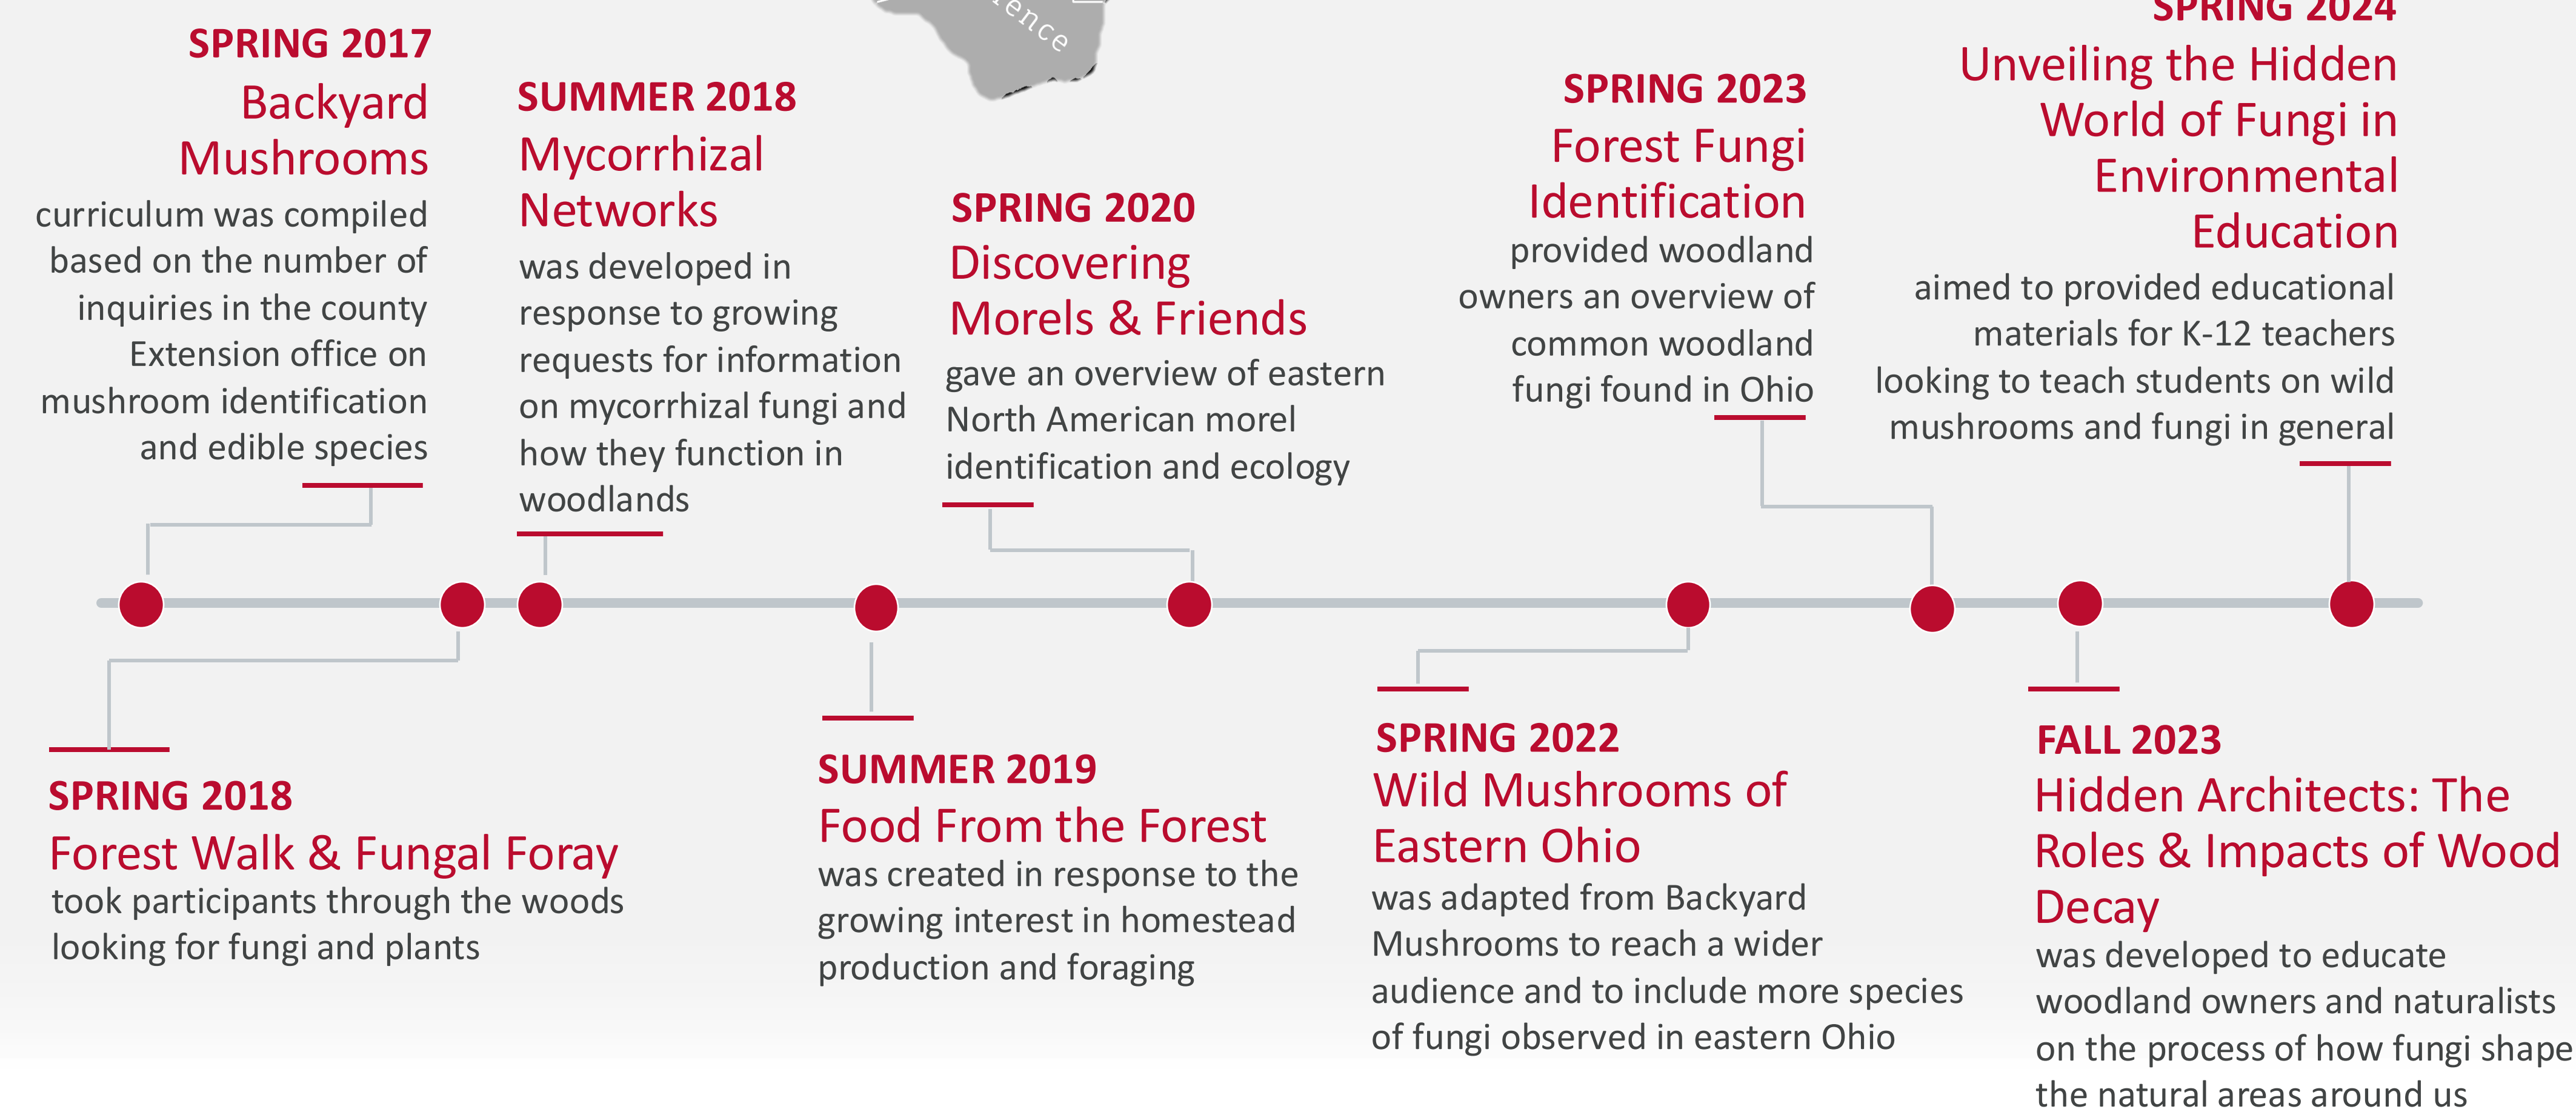 SPRING 2017
Backyard
Mushrooms
curriculum was compiled
based on the number of
inquiries in the county
Extension office on
mushroom identification
and edible species
SUMMER 2018
Mycorrhizal
Networks
was developed in
response to growing
requests for information
on mycorrhizal fungi and
how they function in
woodlands
SPRING 2020
Discovering
Morels & Friends
gave an overview of eastern
North American morel
identification and ecology
SPRING 2023
Forest Fungi
Identification
provided woodland
owners an overview of
common woodland
fungi found in Ohio
SPRING 2024
Unveiling the Hidden
World of Fungi in
Environmental
Education
aimed to provided educational
materials for K-12 teachers
looking to teach students on wild
mushrooms and fungi in general
SPRING 2018
Forest Walk & Fungal Foray
took participants through the woods
looking for fungi and plants
SUMMER 2019
Food From the Forest
was created in response to the
growing interest in homestead
production and foraging
SPRING 2022
Wild Mushrooms of
Eastern Ohio
was adapted from Backyard
Mushrooms to reach a wider
audience and to include more species
of fungi observed in eastern Ohio
FALL 2023
Hidden Architects: The
Roles & Impacts of Wood
Decay
was developed to educate
woodland owners and naturalists
on the process of how fungi shape
the natural areas around us